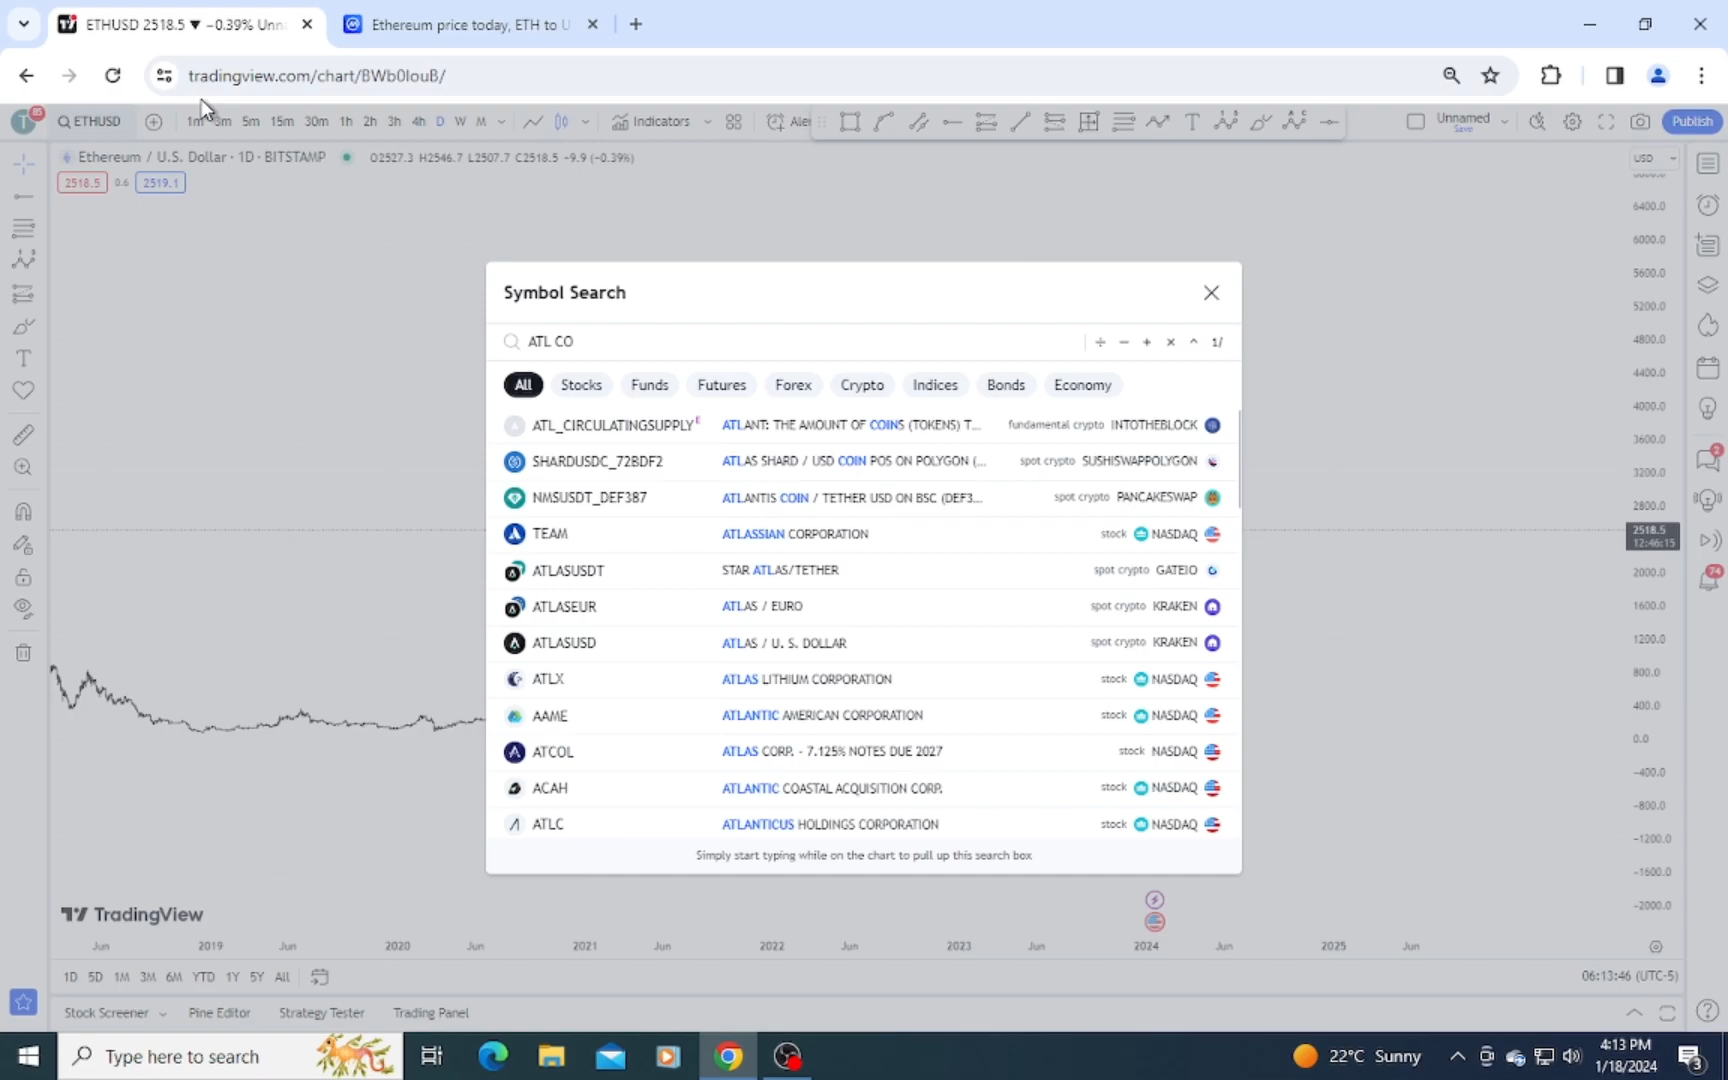 ETHUSD 2518.5 ▼ −0.39% Unn
Ethereum price today, ETH to U
tradingview.com/chart/BWb0IouB/
T
85
ETHUSD
1m 3m 5m 15m 30m 1h 2h 3h 4h D W M
Indicators
Aler
Unnamed
Save
Publish
Ethereum / U.S. Dollar · 1D · BITSTAMP
O2527.3 H2546.7 L2507.7 C2518.5 −9.9 (−0.39%)
2518.5 0.6 2519.1
USD
6400.0
6000.0
5600.0
5200.0
4800.0
4400.0
4000.0
3600.0
3200.0
2800.0
2518.5
12:46:15
2000.0
1600.0
1200.0
800.0
400.0
0.0
−400.0
−800.0
−1200.0
−1600.0
−2000.0
Symbol Search
ATL CO
÷ − + × ^ 1/
All Stocks Funds Futures Forex Crypto Indices Bonds Economy
ATL_CIRCULATINGSUPPLY E ATLANT: THE AMOUNT OF COINS (TOKENS) T... fundamental crypto INTOTHEBLOCK
SHARDUSDC_72BDF2 ATLAS SHARD / USD COIN POS ON POLYGON (... spot crypto SUSHISWAPPOLYGON
NMSUSDT_DEF387 ATLANTIS COIN / TETHER USD ON BSC (DEF3... spot crypto PANCAKESWAP
TEAM ATLASSIAN CORPORATION stock NASDAQ
ATLASUSDT STAR ATLAS/TETHER spot crypto GATEIO
ATLASEUR ATLAS / EURO spot crypto KRAKEN
ATLASUSD ATLAS / U. S. DOLLAR spot crypto KRAKEN
ATLX ATLAS LITHIUM CORPORATION stock NASDAQ
AAME ATLANTIC AMERICAN CORPORATION stock NASDAQ
ATCOL ATLAS CORP. - 7.125% NOTES DUE 2027 stock NASDAQ
ACAH ATLANTIC COASTAL ACQUISITION CORP. stock NASDAQ
ATLC ATLANTICUS HOLDINGS CORPORATION stock NASDAQ
Simply start typing while on the chart to pull up this search box
2
74
TradingView
Jun 2019 Jun 2020 Jun 2021 Jun 2022 Jun 2023 Jun 2024 Jun 2025 Jun
1D 5D 1M 3M 6M YTD 1Y 5Y All
06:13:46 (UTC-5)
Stock Screener Pine Editor Strategy Tester Trading Panel
Type here to search
22°C Sunny
4:13 PM
1/18/2024
3